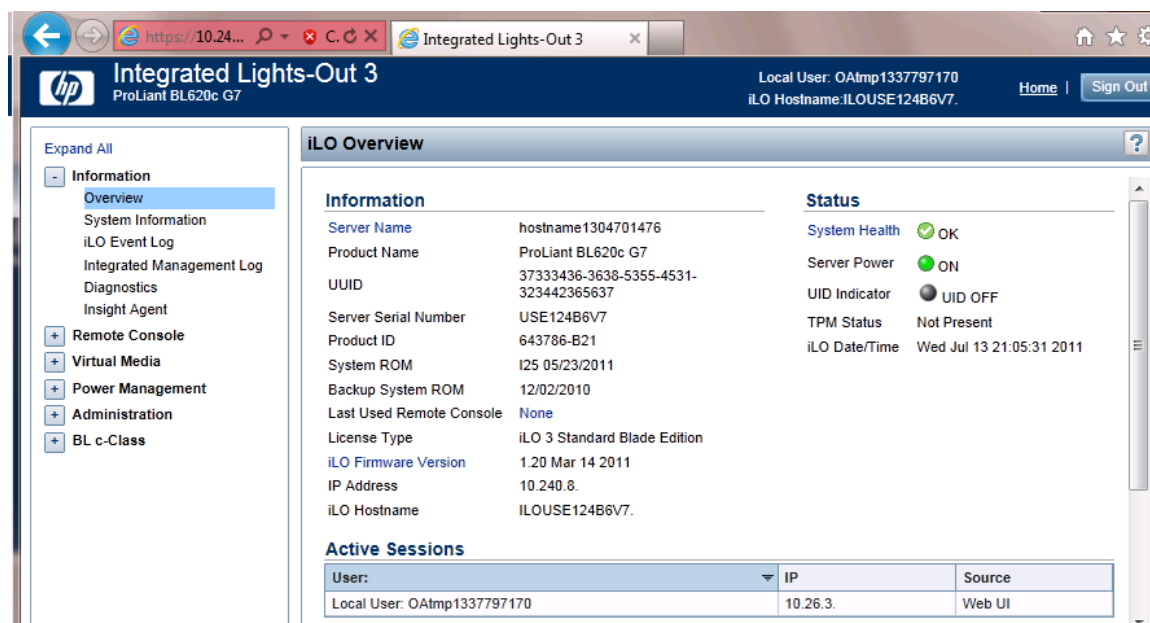 https://10.24... C. Integrated Lights-Out 3
hp Integrated Lights-Out 3
ProLiant BL620c G7
Local User: OAtmp1337797170
iLO Hostname:ILOUSE124B6V7.
Home | Sign Out
Expand All
Information
Overview
System Information
iLO Event Log
Integrated Management Log
Diagnostics
Insight Agent
Remote Console
Virtual Media
Power Management
Administration
BL c-Class
iLO Overview ?
Information
Server Name hostname1304701476
Product Name ProLiant BL620c G7
UUID 37333436-3638-5355-4531-
323442365637
Server Serial Number USE124B6V7
Product ID 643786-B21
System ROM I25 05/23/2011
Backup System ROM 12/02/2010
Last Used Remote Console None
License Type iLO 3 Standard Blade Edition
iLO Firmware Version 1.20 Mar 14 2011
IP Address 10.240.8.
iLO Hostname ILOUSE124B6V7.
Status
System Health OK
Server Power ON
UID Indicator UID OFF
TPM Status Not Present
iLO Date/Time Wed Jul 13 21:05:31 2011
Active Sessions
User: IP Source
Local User: OAtmp1337797170 10.26.3. Web UI